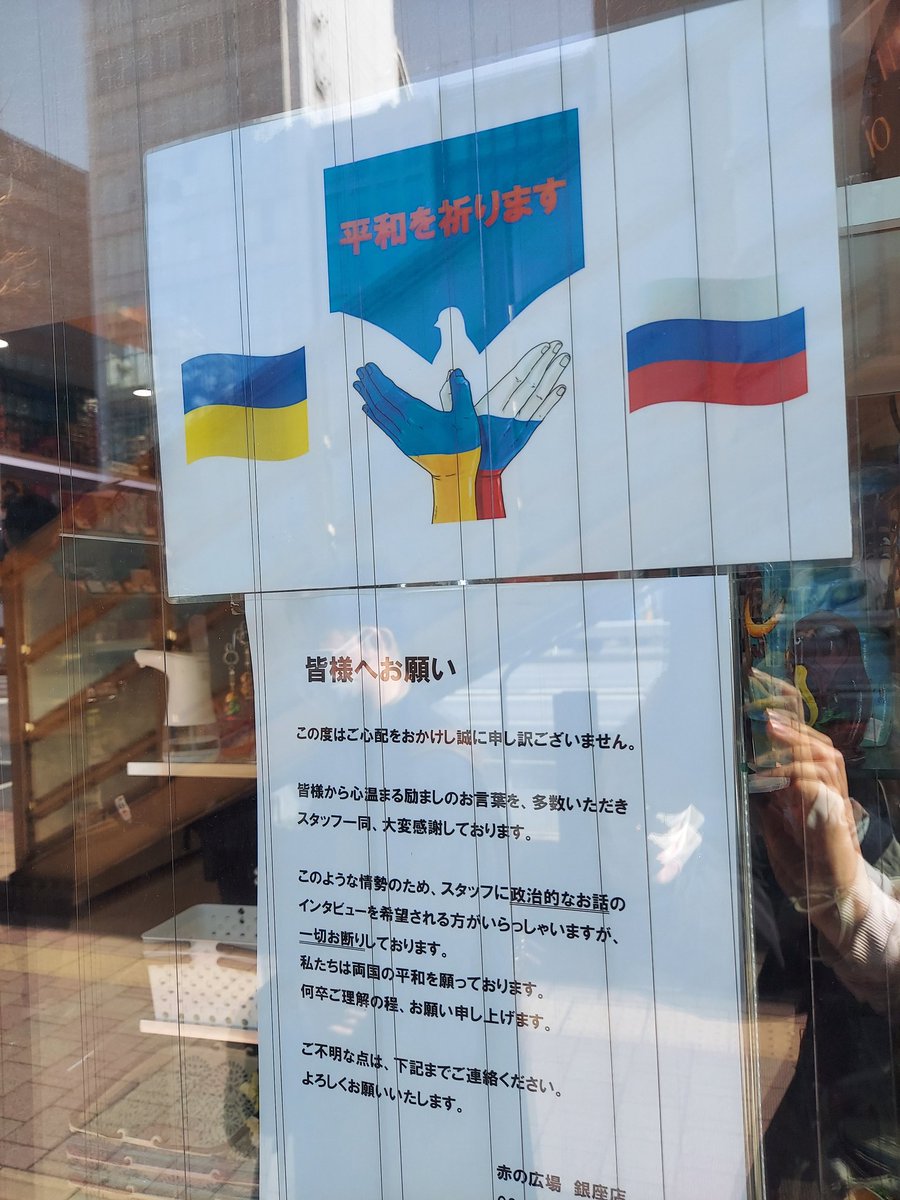 平和を祈ります
皆様へお願い
この度はご心配をおかけし誠に申し訳ございません。
皆様から心温まる励ましのお言葉を、多数いただき
スタッフ一同、大変感謝しております。
このような情勢のため、スタッフに政治的なお話の
インタビューを希望される方がいらっしゃいますが、
一切お断りしております。
私たちは両国の平和を願っております。
何卒ご理解の程、お願い申し上げます。
ご不明な点は、下記までご連絡ください。
よろしくお願いいたします。
赤の広場 銀座店